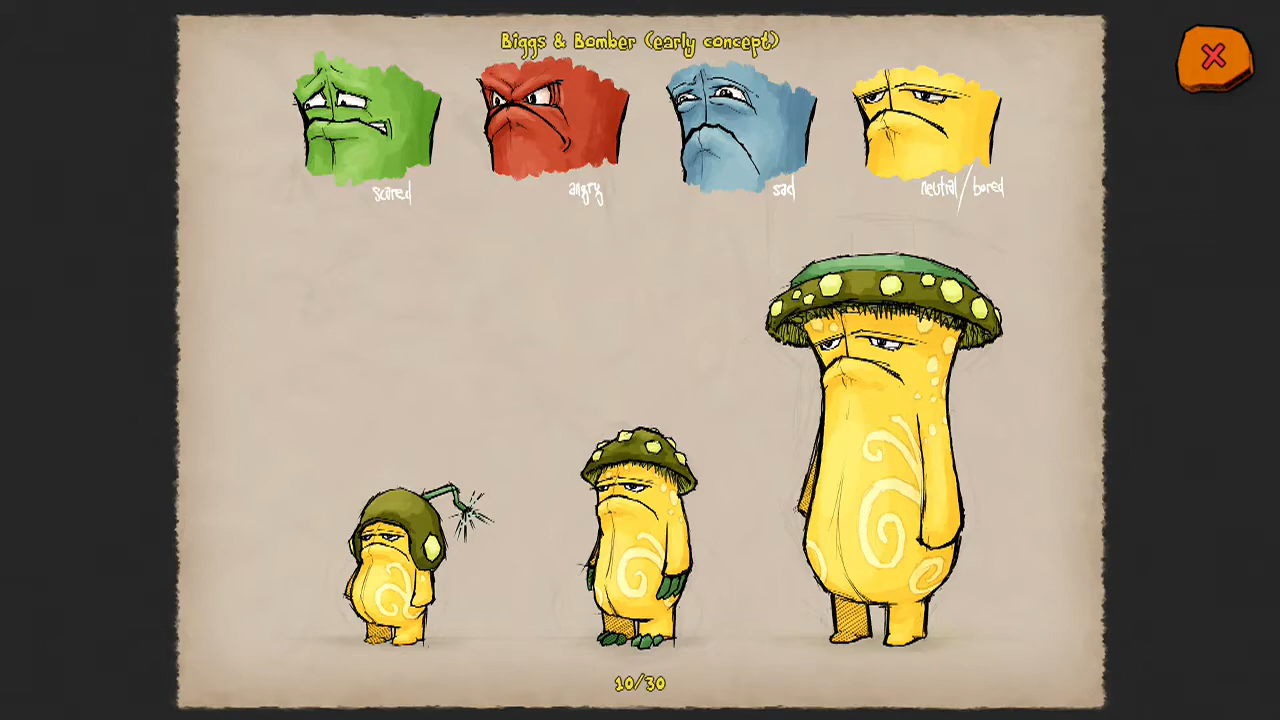 Biggs & Bomber (early concept)
scared
angry
sad
neutral/bored
10/30